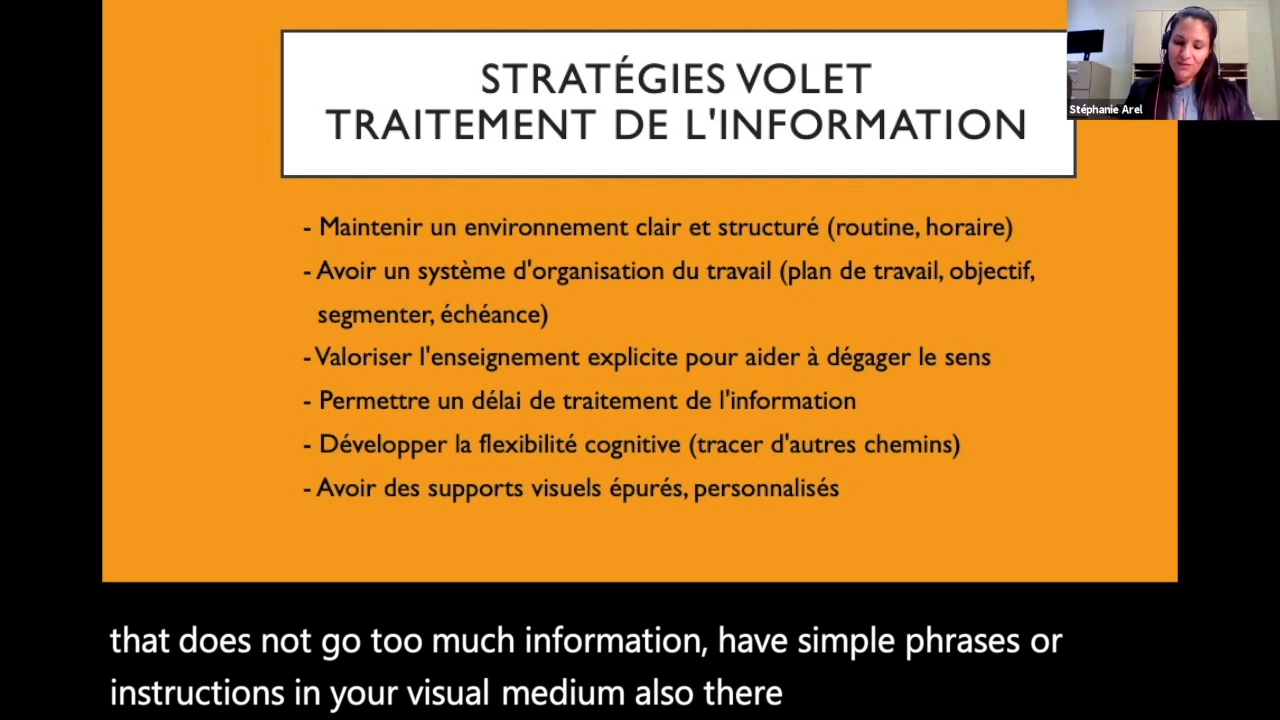 STRATÉGIES VOLET
TRAITEMENT DE L'INFORMATION
Stéphanie Arel
- Maintenir un environnement clair et structuré (routine, horaire)
- Avoir un système d'organisation du travail (plan de travail, objectif,
segmenter, échéance)
- Valoriser l'enseignement explicite pour aider à dégager le sens
- Permettre un délai de traitement de l'information
- Développer la flexibilité cognitive (tracer d'autres chemins)
- Avoir des supports visuels épurés, personnalisés
that does not go too much information, have simple phrases or
instructions in your visual medium also there